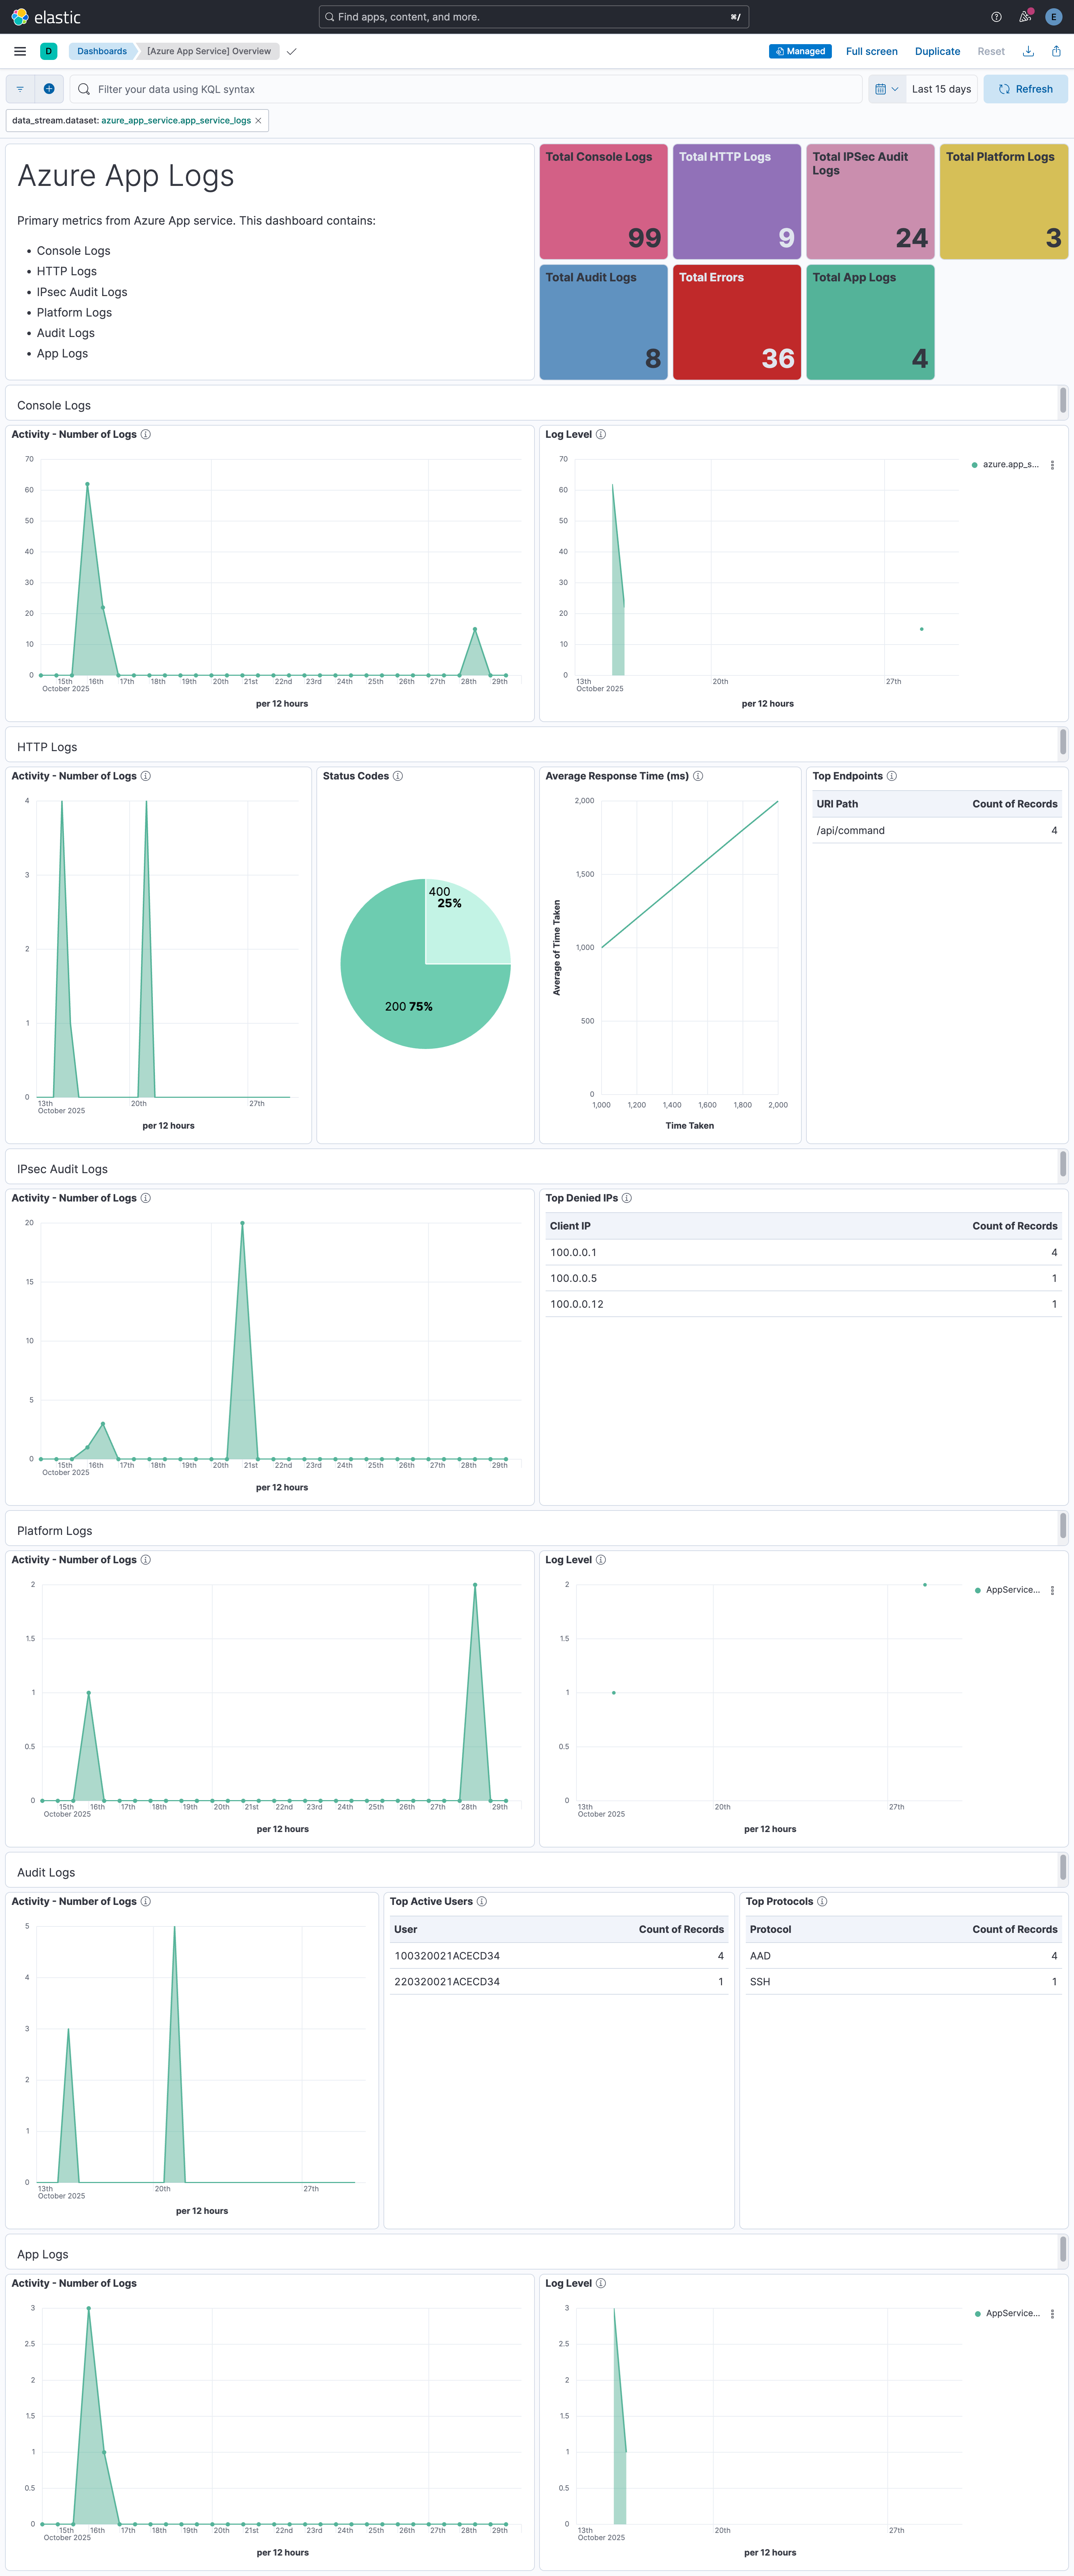 elastic
Find apps, content, and more.
⌘/
E
D
Dashboards
[Azure App Service] Overview
Managed
Full screen
Duplicate
Reset
Filter your data using KQL syntax
Last 15 days
Refresh
data_stream.dataset: azure_app_service.app_service_logs ×
Azure App Logs
Primary metrics from Azure App service. This dashboard contains:
• Console Logs
• HTTP Logs
• IPsec Audit Logs
• Platform Logs
• Audit Logs
• App Logs
Total Console Logs
99
Total HTTP Logs
9
Total IPSec Audit
Logs
24
Total Platform Logs
3
Total Audit Logs
8
Total Errors
36
Total App Logs
4
Console Logs
Activity - Number of Logs
70
60
50
40
30
20
10
0
15th 16th 17th 18th 19th 20th 21st 22nd 23rd 24th 25th 26th 27th 28th 29th
October 2025
per 12 hours
Log Level
70
60
50
40
30
20
10
0
13th 20th 27th
October 2025
per 12 hours
azure.app_s...
HTTP Logs
Activity - Number of Logs
4
3
2
1
0
13th 20th 27th
October 2025
per 12 hours
Status Codes
400
25%
200 75%
Average Response Time (ms)
Average of Time Taken
2,000
1,500
1,000
500
0
1,000 1,200 1,400 1,600 1,800 2,000
Time Taken
Top Endpoints
URI Path Count of Records
/api/command 4
IPsec Audit Logs
Activity - Number of Logs
20
15
10
5
0
15th 16th 17th 18th 19th 20th 21st 22nd 23rd 24th 25th 26th 27th 28th 29th
October 2025
per 12 hours
Top Denied IPs
Client IP Count of Records
100.0.0.1 4
100.0.0.5 1
100.0.0.12 1
Platform Logs
Activity - Number of Logs
2
1.5
1
0.5
0
15th 16th 17th 18th 19th 20th 21st 22nd 23rd 24th 25th 26th 27th 28th 29th
October 2025
per 12 hours
Log Level
2
1.5
1
0.5
0
13th 20th 27th
October 2025
per 12 hours
AppService...
Audit Logs
Activity - Number of Logs
5
4
3
2
1
0
13th 20th 27th
October 2025
per 12 hours
Top Active Users
User Count of Records
100320021ACECD34 4
220320021ACECD34 1
Top Protocols
Protocol Count of Records
AAD 4
SSH 1
App Logs
Activity - Number of Logs
3
2.5
2
1.5
1
0.5
0
15th 16th 17th 18th 19th 20th 21st 22nd 23rd 24th 25th 26th 27th 28th 29th
October 2025
per 12 hours
Log Level
3
2.5
2
1.5
1
0.5
0
13th 20th 27th
October 2025
per 12 hours
AppService...